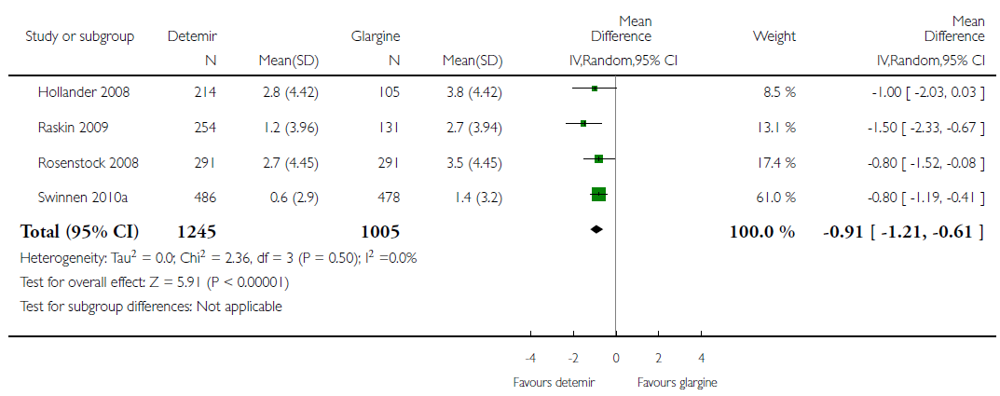 Study or subgroup Detemir Glargine Mean Difference Weight Mean Difference
N Mean(SD) N Mean(SD) IV,Random,95% CI IV,Random,95% CI
Hollander 2008 214 2.8 (4.42) 105 3.8 (4.42) 8.5 % -1.00 [ -2.03, 0.03 ]
Raskin 2009 254 1.2 (3.96) 131 2.7 (3.94) 13.1 % -1.50 [ -2.33, -0.67 ]
Rosenstock 2008 291 2.7 (4.45) 291 3.5 (4.45) 17.4 % -0.80 [ -1.52, -0.08 ]
Swinnen 2010a 486 0.6 (2.9) 478 1.4 (3.2) 61.0 % -0.80 [ -1.19, -0.41 ]
Total (95% CI) 1245 1005 100.0 % -0.91 [ -1.21, -0.61 ]
Heterogeneity: Tau² = 0.0; Chi² = 2.36, df = 3 (P = 0.50); I² =0.0%
Test for overall effect: Z = 5.91 (P < 0.00001)
Test for subgroup differences: Not applicable
-4 -2 0 2 4
Favours detemir Favours glargine